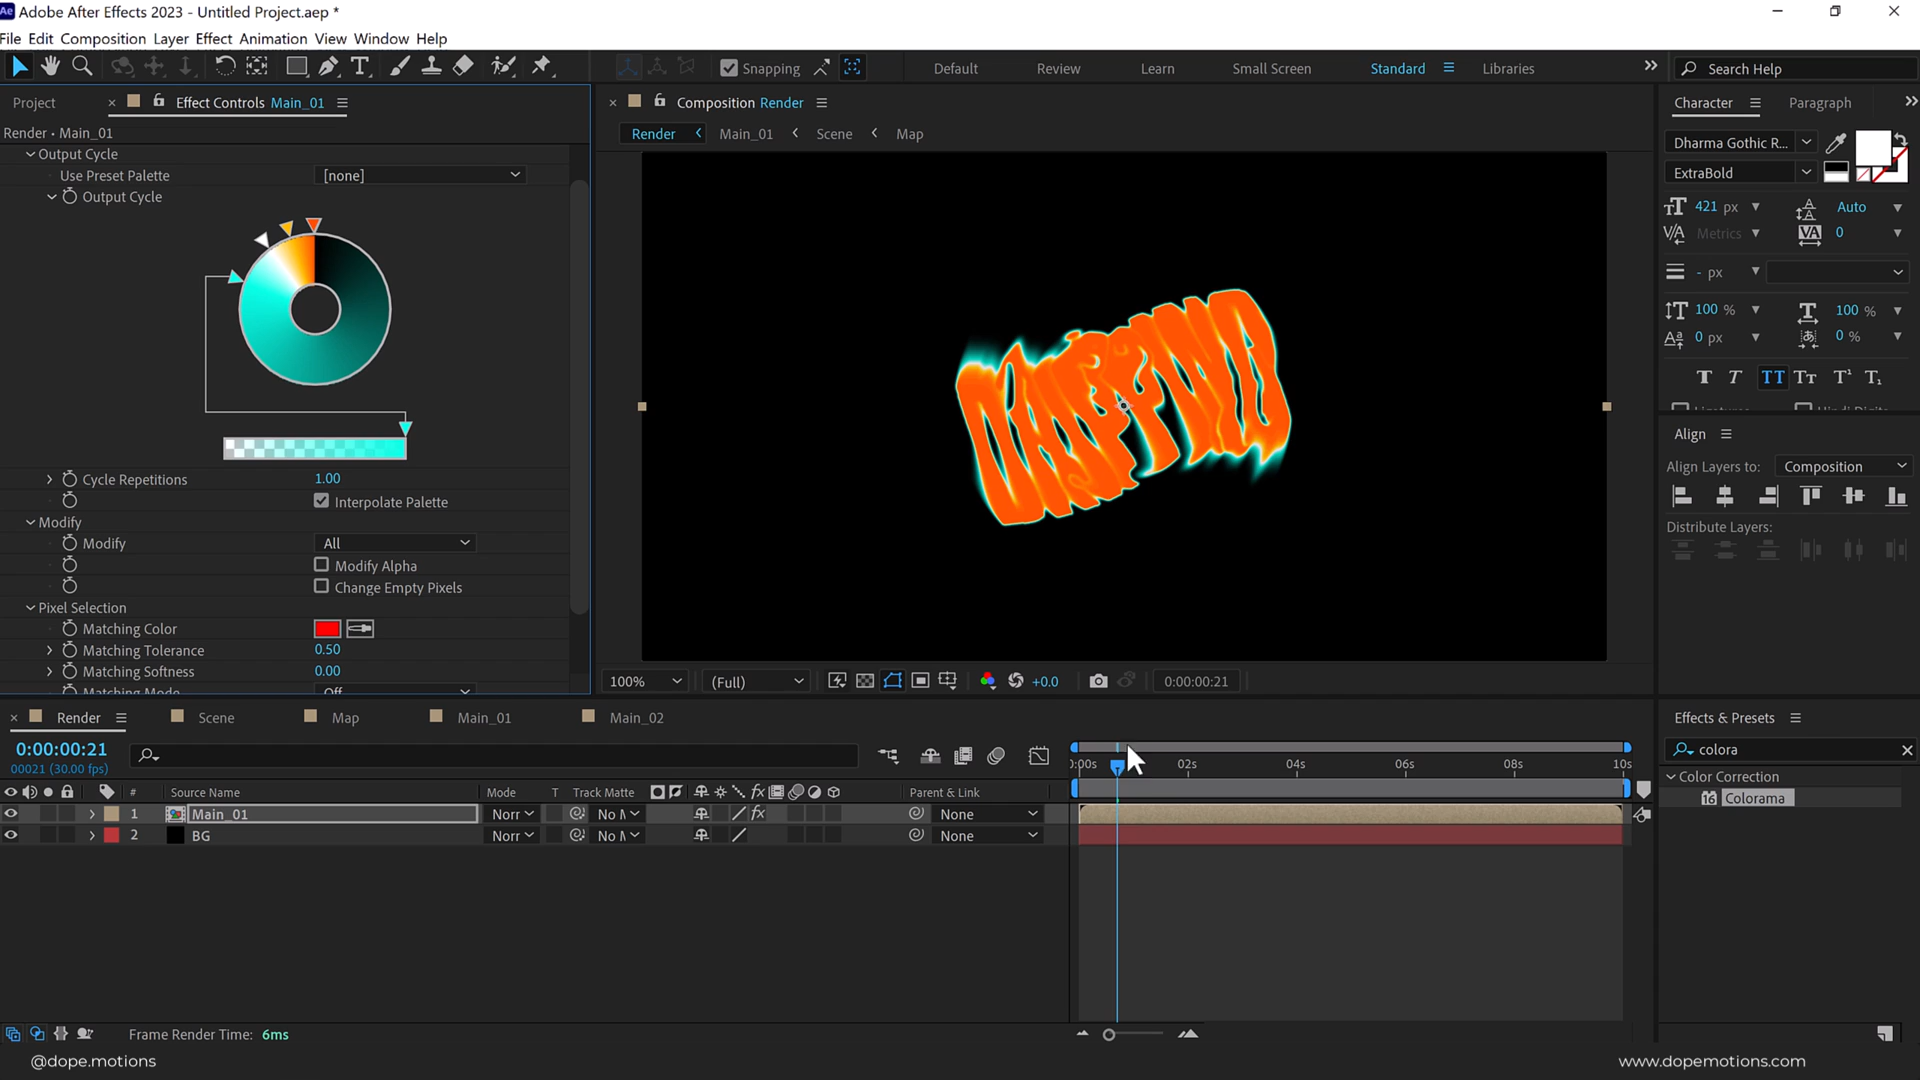 Ae Adobe After Effects 2023 - Untitled Project.aep *
File Edit Composition Layer Effect Animation View Window Help
Snapping
Default Review Learn Small Screen Standard Libraries
Search Help
Project
Effect Controls Main_01
Render • Main_01
Output Cycle
Use Preset Palette [none]
Output Cycle
Cycle Repetitions 1.00
Interpolate Palette
Modify
Modify All
Modify Alpha
Change Empty Pixels
Pixel Selection
Matching Color
Matching Tolerance 0.50
Matching Softness 0.00
Matching Mode Off
Composition Render
Render Main_01 Scene Map
100% (Full) +0.0 0:00:00:21
Character Paragraph
Dharma Gothic R...
ExtraBold
421 px Auto
Metrics 0
- px
100 % 100 %
0 px 0 %
Ligatures Hindi Digits
Align
Align Layers to: Composition
Distribute Layers:
Render Scene Map Main_01 Main_02
0:00:00:21
00021 (30.00 fps)
# Source Name Mode T Track Matte Parent & Link
1 Main_01 Norr No M None
2 BG Norr No M None
0:00s 02s 04s 06s 08s 10s
Effects & Presets
colora
Color Correction
Colorama
Frame Render Time: 6ms
@dope.motions
www.dopemotions.com